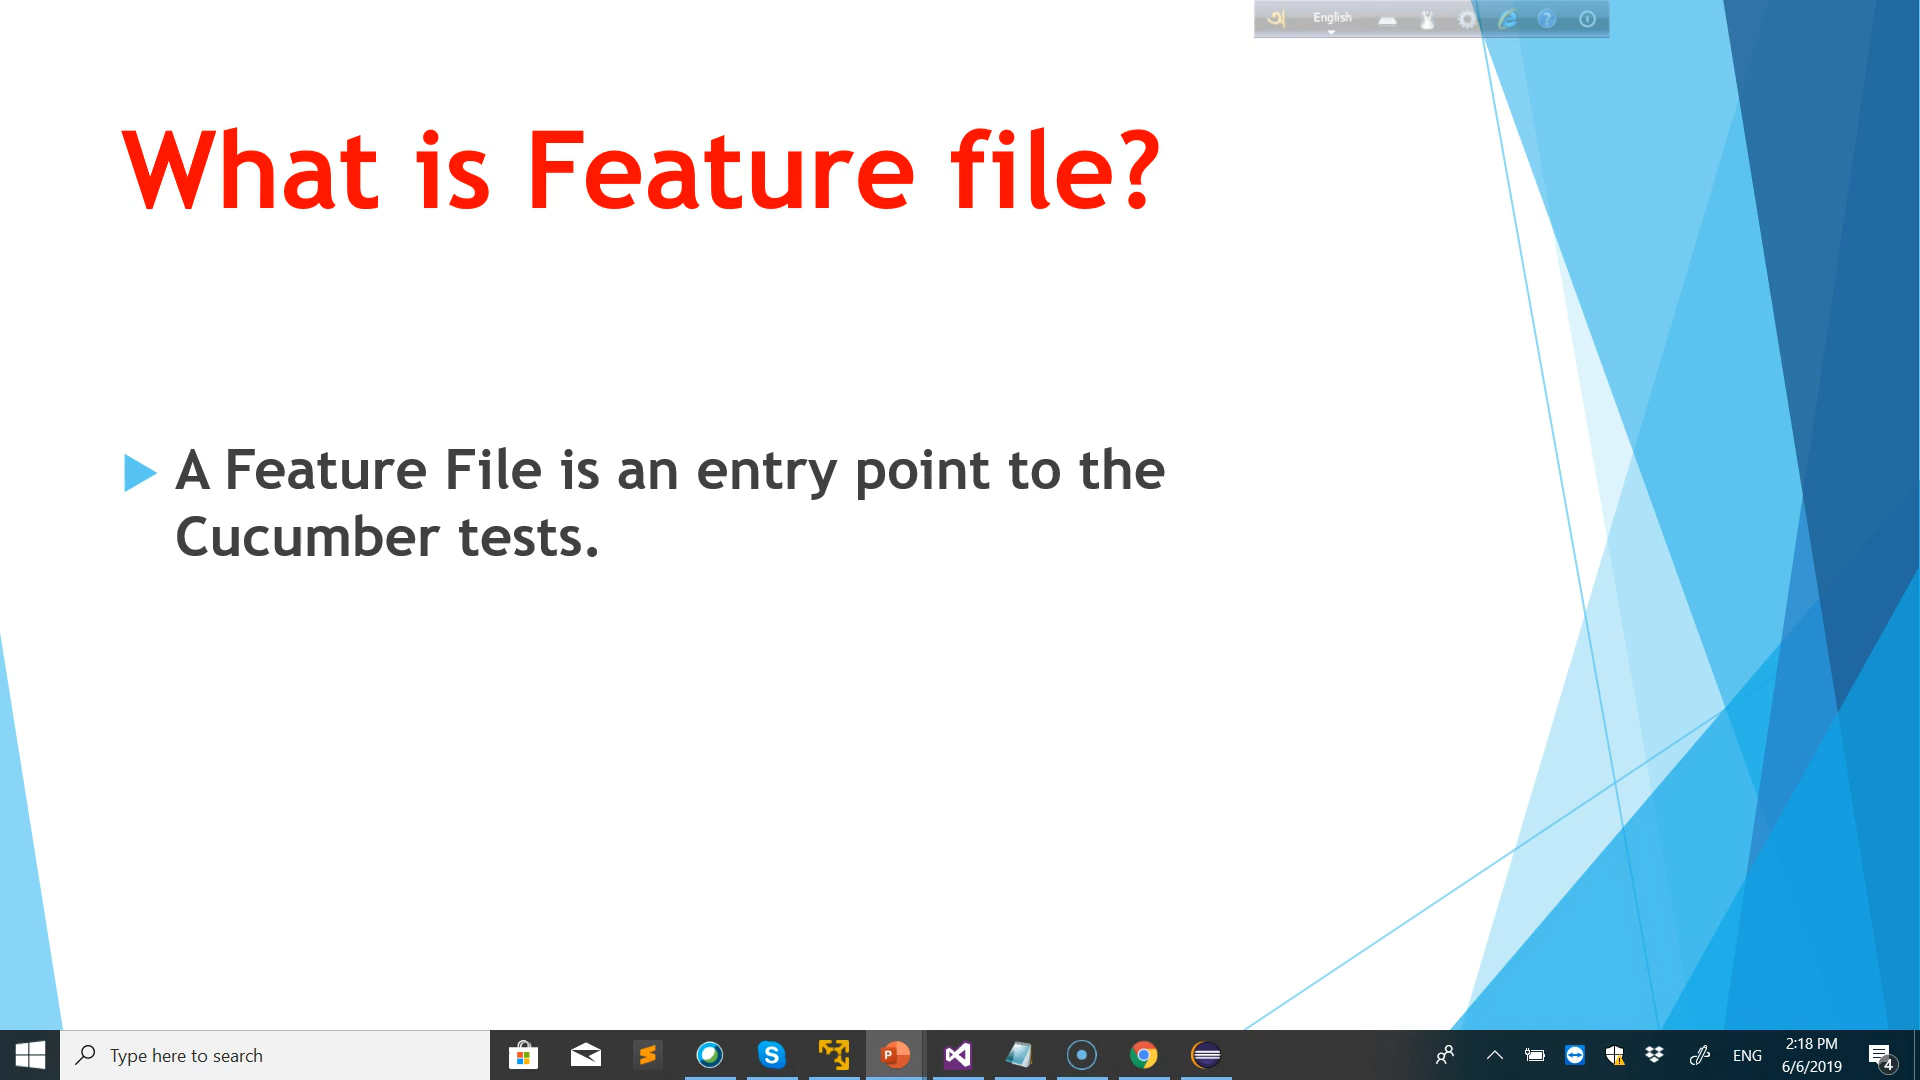 English
What is Feature file?
A Feature File is an entry point to the
Cucumber tests.
Type here to search
ENG
2:18 PM
6/6/2019
4